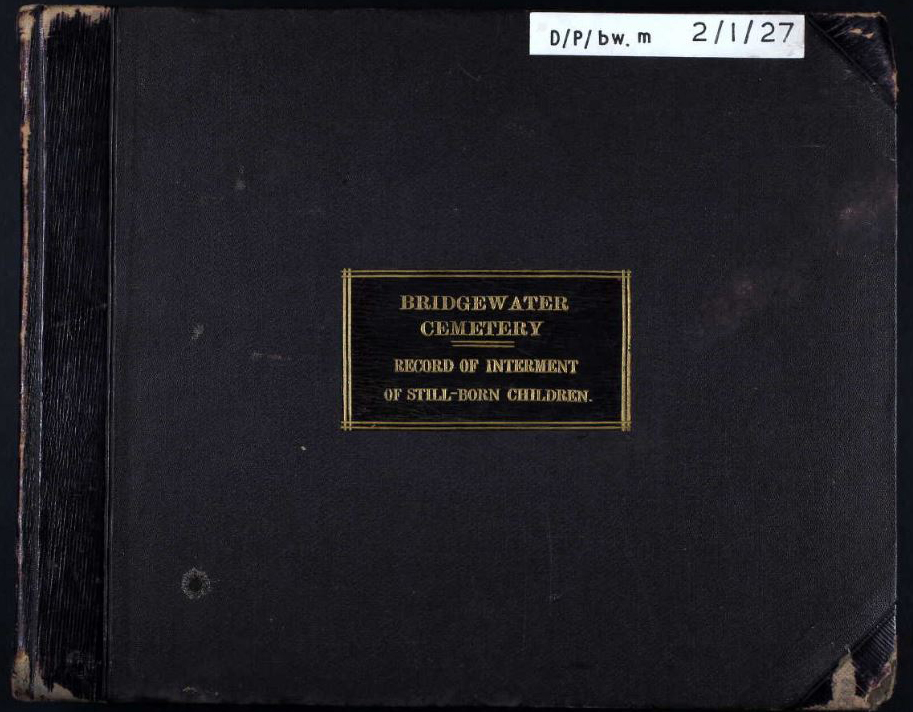 D/P/bw.m 2/1/27
BRIDGEWATER
CEMETERY
RECORD OF INTERMENT
OF STILL-BORN CHILDREN.